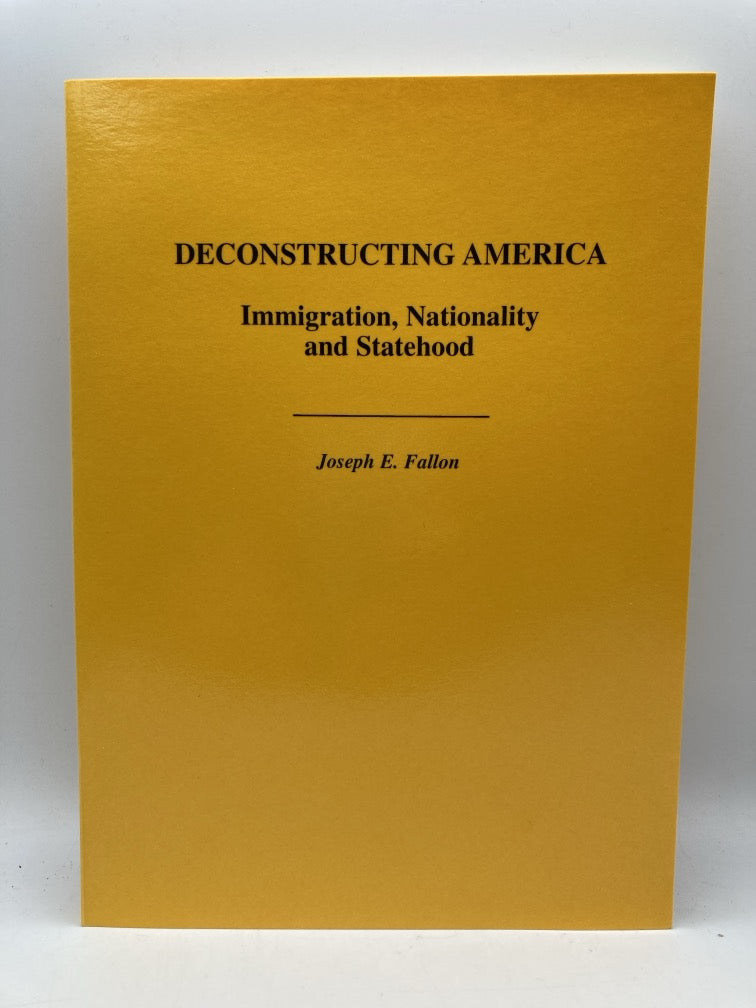 DECONSTRUCTING AMERICA
Immigration, Nationality
and Statehood
Joseph E. Fallon